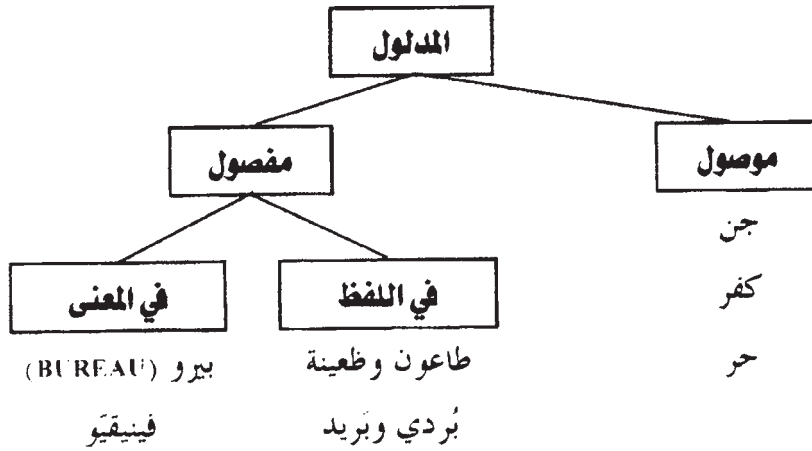 المدلول
موصول
مفصول
جن
كفر
حر
في اللفظ
في المعنى
طاعون وظعينة
بيرو (BUREAU)
بُردي وبَريد
فينيقيَو